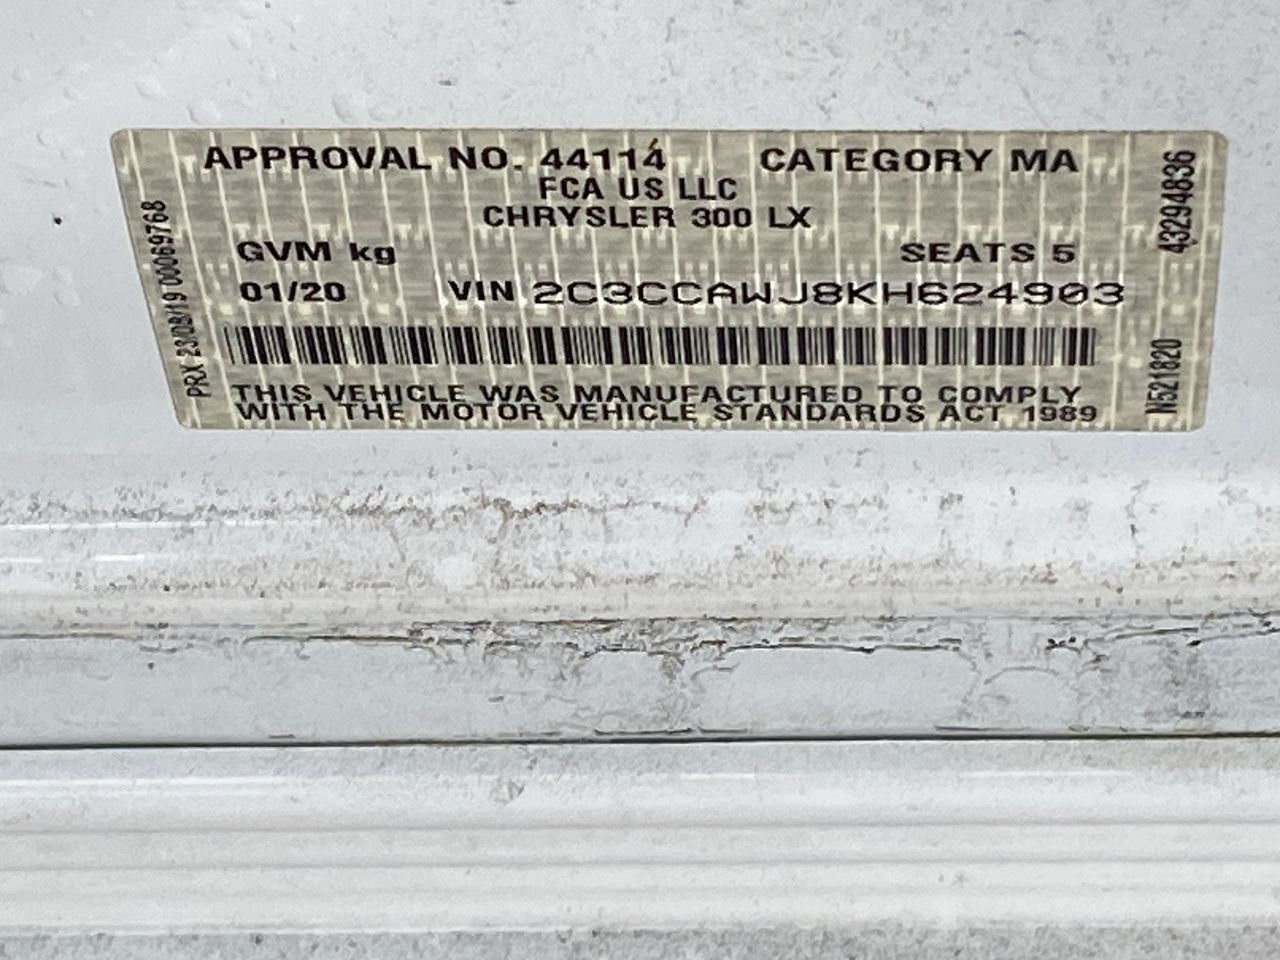 APPROVAL NO. 44114 CATEGORY MA
FCA US LLC
CHRYSLER 300 LX
GVM kg SEATS 5
01/20 VIN 2C3CCAWJ8KH624903
THIS VEHICLE WAS MANUFACTURED TO COMPLY
WITH THE MOTOR VEHICLE STANDARDS ACT 1989
PRX 23/08/19 00069768
43294836
N521820